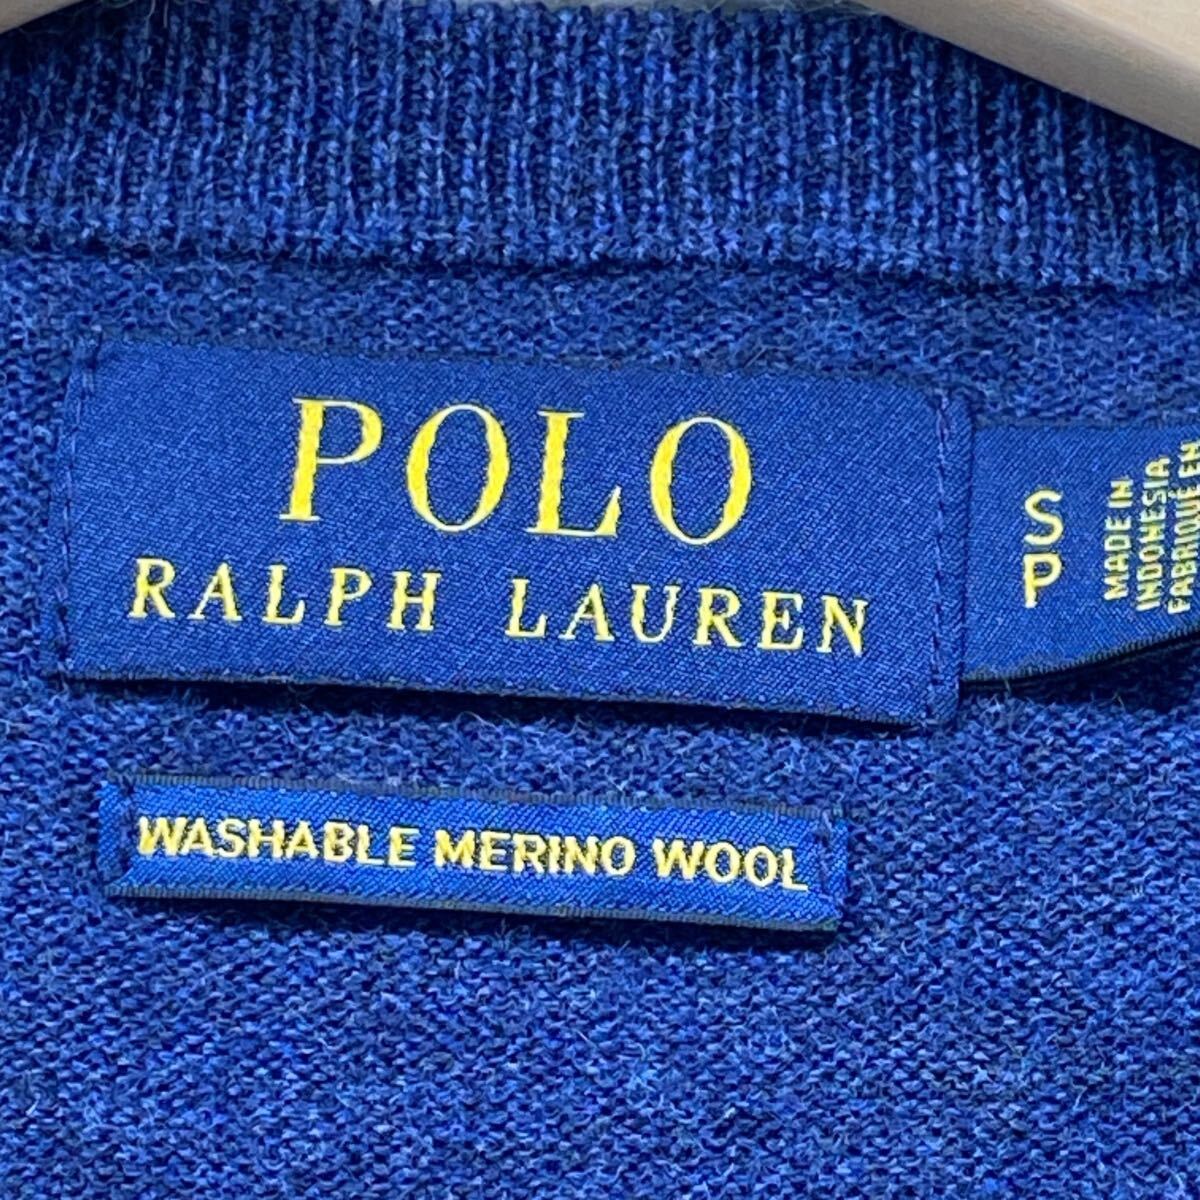 POLO
RALPH LAUREN
S
P
MADE IN
INDONESIA
FABRIQUÉ EN
WASHABLE MERINO WOOL